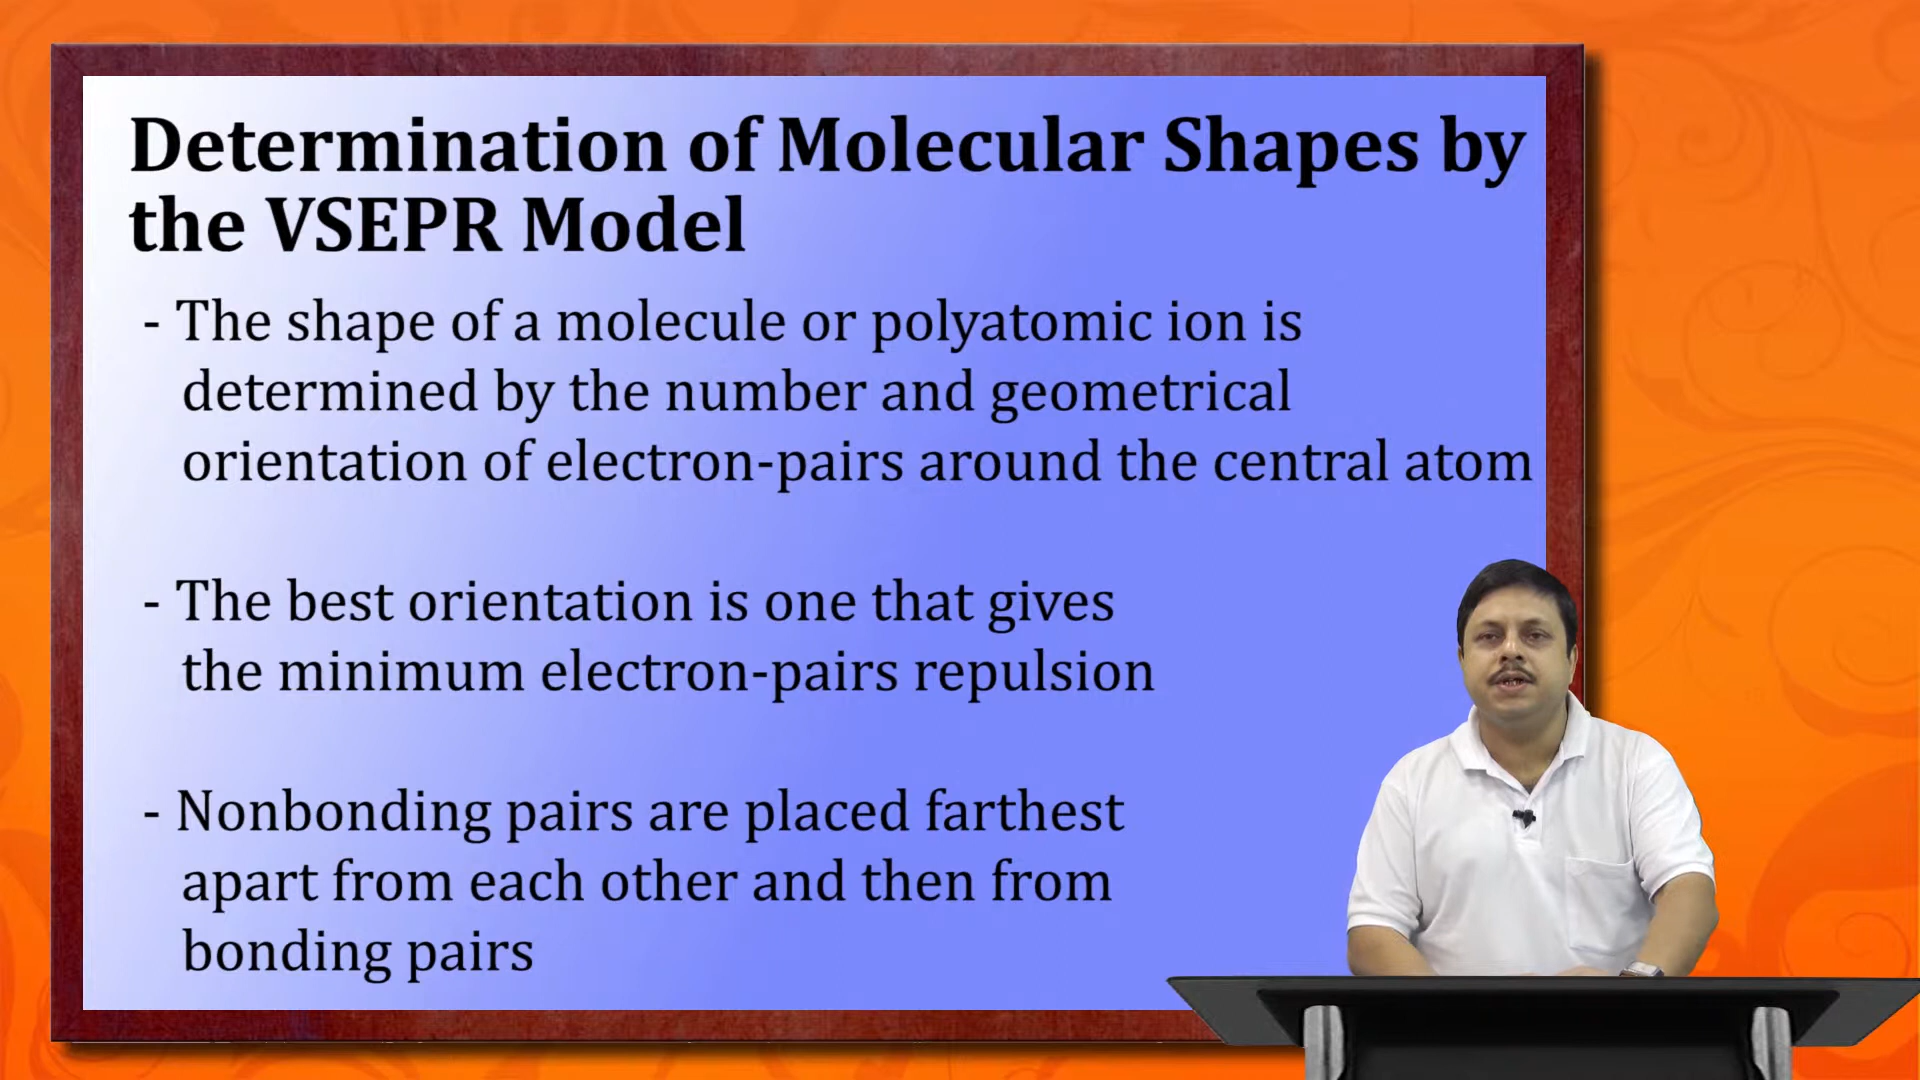 Determination of Molecular Shapes by
the VSEPR Model
- The shape of a molecule or polyatomic ion is
determined by the number and geometrical
orientation of electron-pairs around the central atom
- The best orientation is one that gives
the minimum electron-pairs repulsion
- Nonbonding pairs are placed farthest
apart from each other and then from
bonding pairs